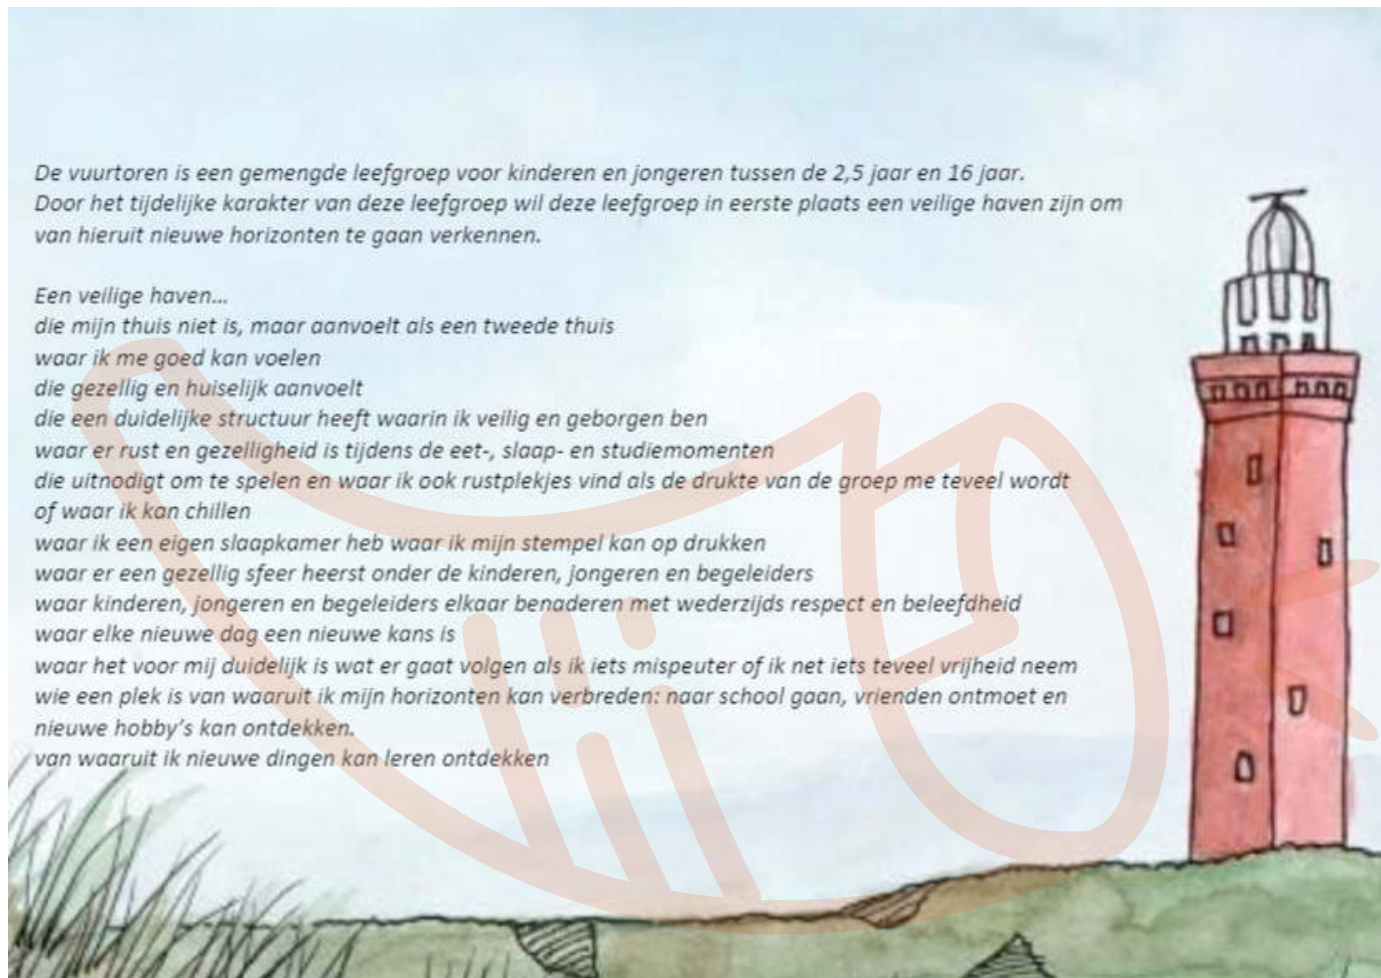 De vuurtoren is een gemengde leefgroep voor kinderen en jongeren tussen de 2,5 jaar en 16 jaar.
Door het tijdelijke karakter van deze leefgroep wil deze leefgroep in eerste plaats een veilige haven zijn om
van hieruit nieuwe horizonten te gaan verkennen.
Een veilige haven...
die mijn thuis niet is, maar aanvoelt als een tweede thuis
waar ik me goed kan voelen
die gezellig en huiselijk aanvoelt
die een duidelijke structuur heeft waarin ik veilig en geborgen ben
waar er rust en gezelligheid is tijdens de eet-, slaap- en studiemomenten
die uitnodigt om te spelen en waar ik ook rustplekjes vind als de drukte van de groep me teveel wordt
of waar ik kan chillen
waar ik een eigen slaapkamer heb waar ik mijn stempel kan op drukken
waar er een gezellig sfeer heerst onder de kinderen, jongeren en begeleiders
waar kinderen, jongeren en begeleiders elkaar benaderen met wederzijds respect en beleefdheid
waar elke nieuwe dag een nieuwe kans is
waar het voor mij duidelijk is wat er gaat volgen als ik iets mispeuter of ik net iets teveel vrijheid neem
wie een plek is van waaruit ik mijn horizonten kan verbreden: naar school gaan, vrienden ontmoet en
nieuwe hobby's kan ontdekken.
van waaruit ik nieuwe dingen kan leren ontdekken